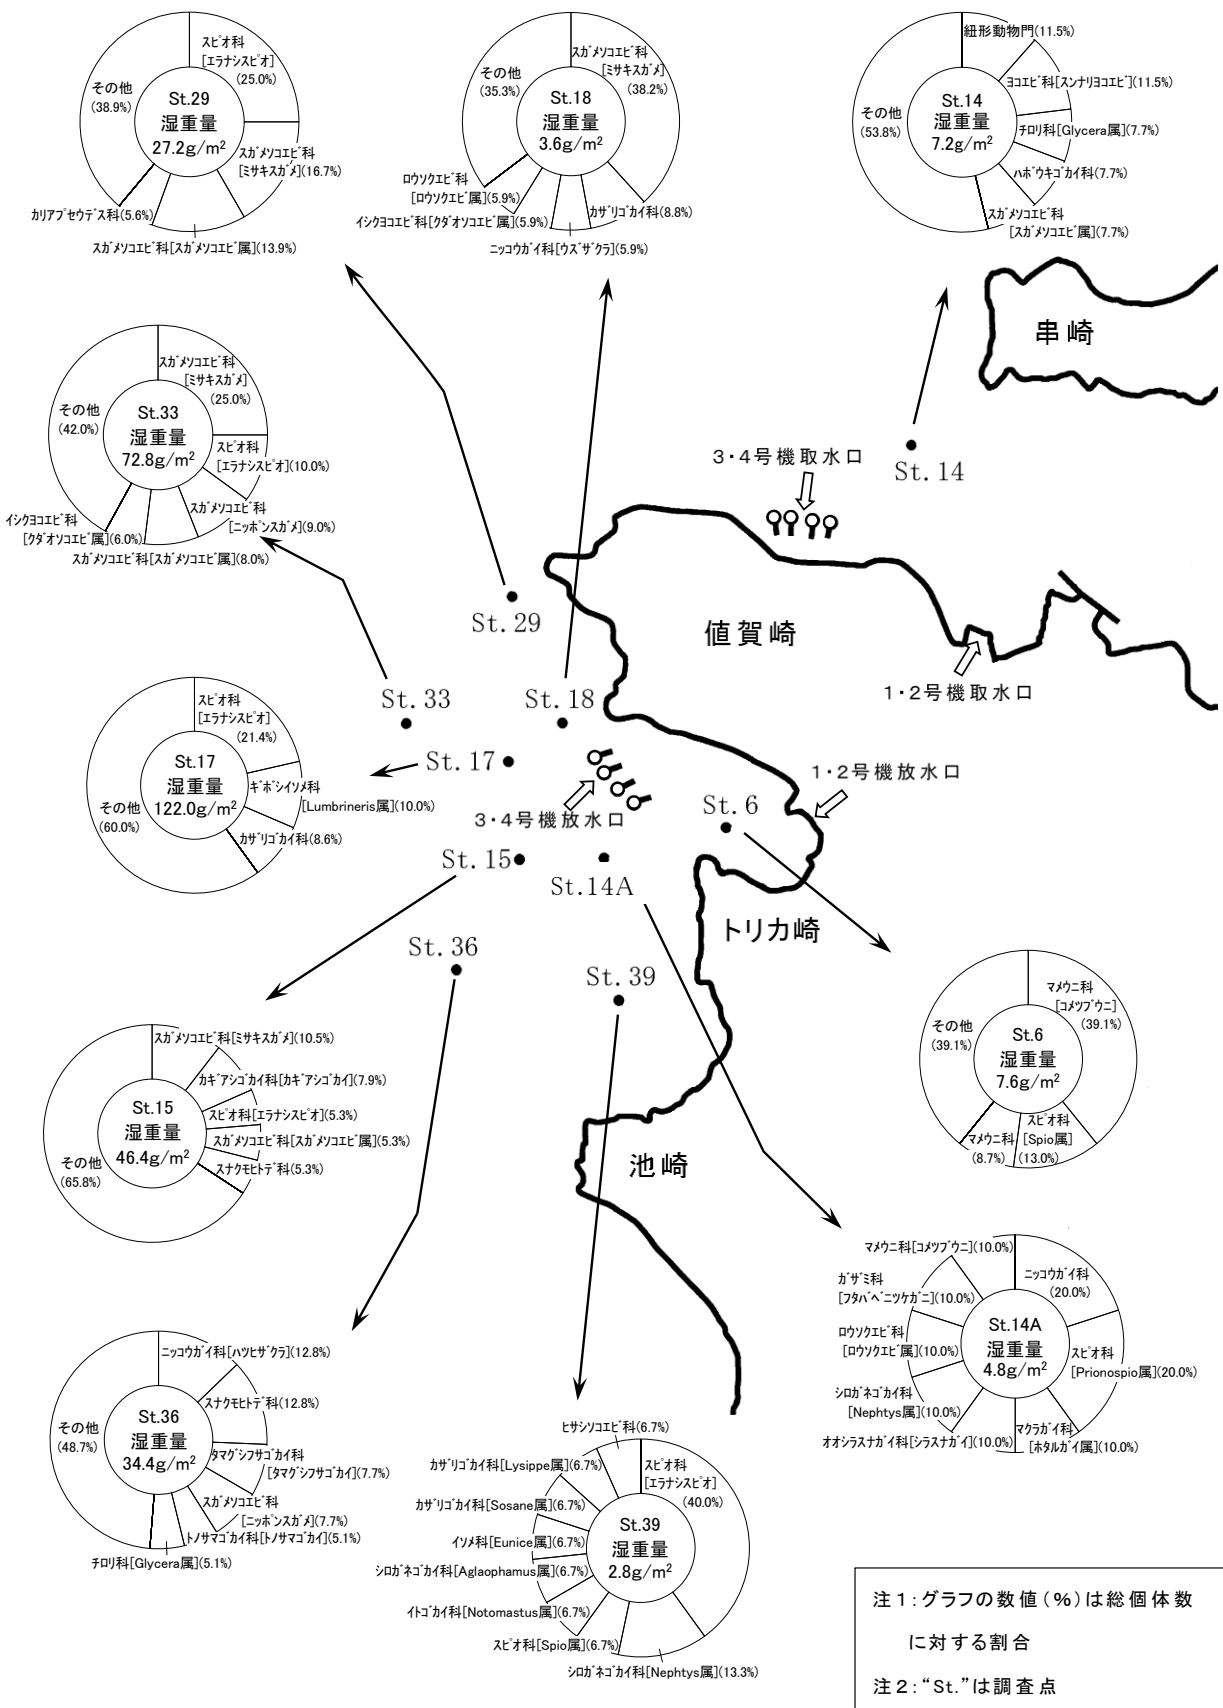 スピオ科
[エラナシスピオ]
(25.0%)
その他
(38.9%)
St.29
湿重量
27.2g/m²
スガメソコエビ科
[ミサキスガメ](16.7%)
カリアプセウデス科(5.6%)
スガメソコエビ科[スガメソコエビ属](13.9%)
スガメソコエビ科
[ミサキスガメ]
(38.2%)
その他
(35.3%)
St.18
湿重量
3.6g/m²
ロウソクエビ科
[ロウソクエビ属](5.9%)
カザリゴカイ科(8.8%)
イシクヨコエビ科[クダオソコエビ属](5.9%)
ニッコウガイ科[ウズザクラ](5.9%)
紐形動物門(11.5%)
ヨコエビ科[スンナリヨコエビ](11.5%)
その他
(53.8%)
St.14
湿重量
7.2g/m²
チロリ科[Glycera属](7.7%)
ハボウキゴカイ科(7.7%)
スガメソコエビ科
[スガメソコエビ属](7.7%)
串崎
スガメソコエビ科
[ミサキスガメ]
(25.0%)
その他
(42.0%)
St.33
湿重量
72.8g/m²
スピオ科
[エラナシスピオ](10.0%)
スガメソコエビ科
[ニッポンスガメ](9.0%)
イシクヨコエビ科
[クダオソコエビ属](6.0%)
スガメソコエビ科[スガメソコエビ属](8.0%)
3・4号機取水口
St.14
St.29
値賀崎
1・2号機取水口
St.33
St.18
St.17
1・2号機放水口
St.6
3・4号機放水口
St.15
St.14A
トリカ崎
St.36
St.39
池崎
スピオ科
[エラナシスピオ]
(21.4%)
St.17
湿重量
122.0g/m²
その他
(60.0%)
ギボシイソメ科
[Lumbrineris属](10.0%)
カザリゴカイ科(8.6%)
マメウニ科
[コメツブウニ]
(39.1%)
その他
(39.1%)
St.6
湿重量
7.6g/m²
スピオ科
[Spio属]
(13.0%)
マメウニ科
(8.7%)
スガメソコエビ科[ミサキスガメ](10.5%)
カギアシゴカイ科[カギアシゴカイ](7.9%)
スピオ科[エラナシスピオ](5.3%)
スガメソコエビ科[スガメソコエビ属](5.3%)
スナクモヒトデ科(5.3%)
St.15
湿重量
46.4g/m²
その他
(65.8%)
マメウニ科[コメツブウニ](10.0%)
ニッコウガイ科
(20.0%)
ガザミ科
[フタバベニツケガニ](10.0%)
St.14A
湿重量
4.8g/m²
ロウソクエビ科
[ロウソクエビ属](10.0%)
スピオ科
[Prionospio属](20.0%)
シロガネゴカイ科
[Nephtys属](10.0%)
マクラガイ科
[ホタルガイ属](10.0%)
オオシラスナガイ科[シラスナガイ](10.0%)
ニッコウガイ科[ハツヒザクラ](12.8%)
スナクモヒトデ科(12.8%)
その他
(48.7%)
St.36
湿重量
34.4g/m²
タマグシフサゴカイ科
[タマグシフサゴカイ](7.7%)
スガメソコエビ科
[ニッポンスガメ](7.7%)
トノサマゴカイ科[トノサマゴカイ](5.1%)
チロリ科[Glycera属](5.1%)
ヒサシソコエビ科(6.7%)
カザリゴカイ科[Lysippe属](6.7%)
スピオ科
[エラナシスピオ]
(40.0%)
カザリゴカイ科[Sosane属](6.7%)
イソメ科[Eunice属](6.7%)
St.39
湿重量
2.8g/m²
シロガネゴカイ科[Aglaophamus属](6.7%)
イトゴカイ科[Notomastus属](6.7%)
スピオ科[Spio属](6.7%)
シロガネゴカイ科[Nephtys属](13.3%)
注1:グラフの数値(%)は総個体数
に対する割合
注2:“St.”は調査点